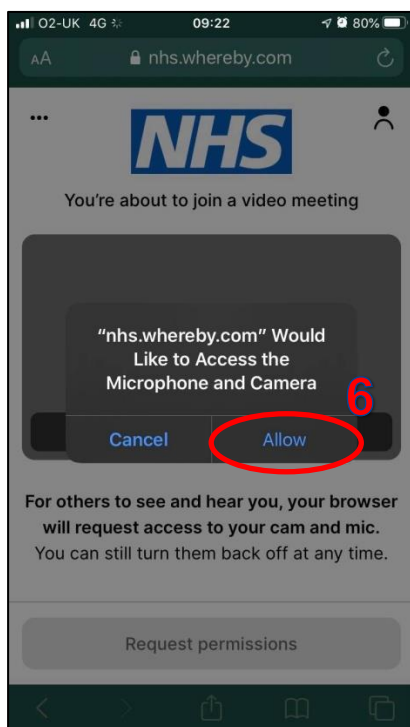 O2-UK 4G 09:22 80%
AA nhs.whereby.com
NHS
You're about to join a video meeting
"nhs.whereby.com" Would
Like to Access the
Microphone and Camera
6
Cancel Allow
For others to see and hear you, your browser
will request access to your cam and mic.
You can still turn them back off at any time.
Request permissions